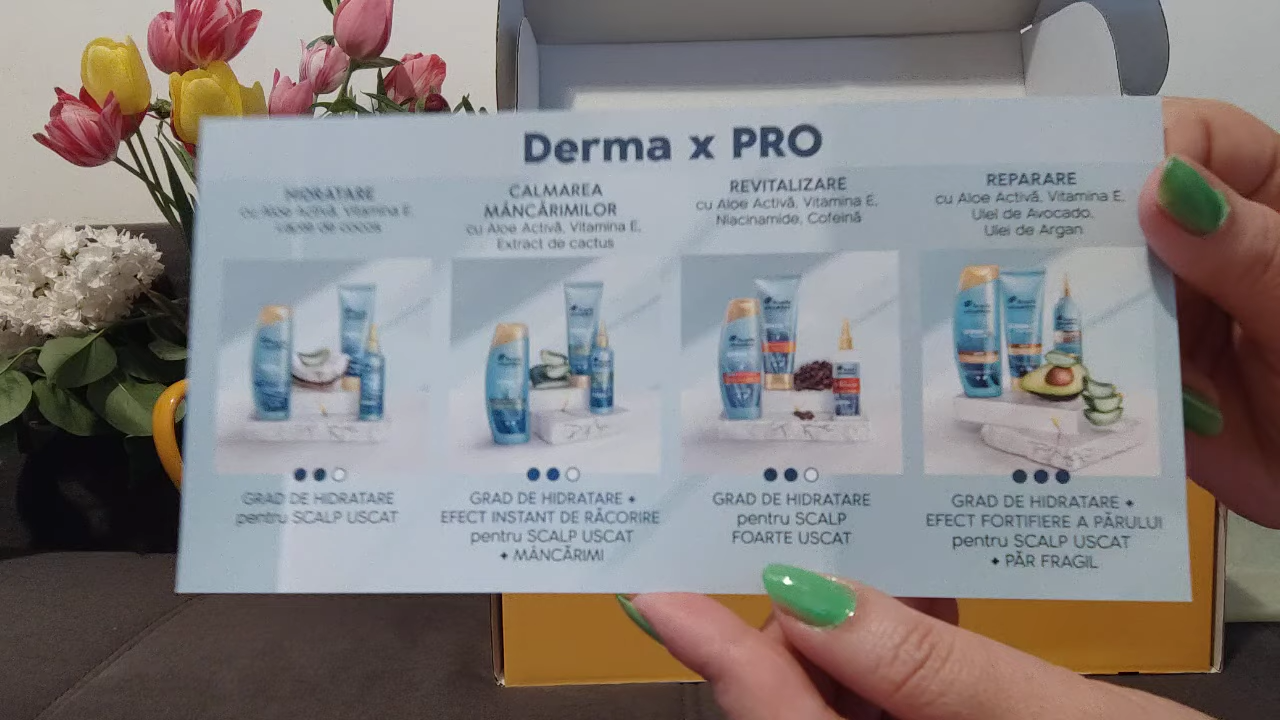 Derma x PRO
HIDRATARE
cu Aloe Activă, Vitamina E,
Lapte de cocos
CALMAREA
MÂNCĂRIMILOR
cu Aloe Activă, Vitamina E,
Extract de cactus
REVITALIZARE
cu Aloe Activă, Vitamina E,
Niacinamide, Cofeină
REPARARE
cu Aloe Activă, Vitamina E,
Ulei de Avocado,
Ulei de Argan
GRAD DE HIDRATARE
pentru SCALP USCAT
GRAD DE HIDRATARE +
EFECT INSTANT DE RĂCORIRE
pentru SCALP USCAT
+ MÂNCĂRIMI
GRAD DE HIDRATARE
pentru SCALP
FOARTE USCAT
GRAD DE HIDRATARE +
EFECT FORTIFIERE A PĂRULUI
pentru SCALP USCAT
+ PĂR FRAGIL